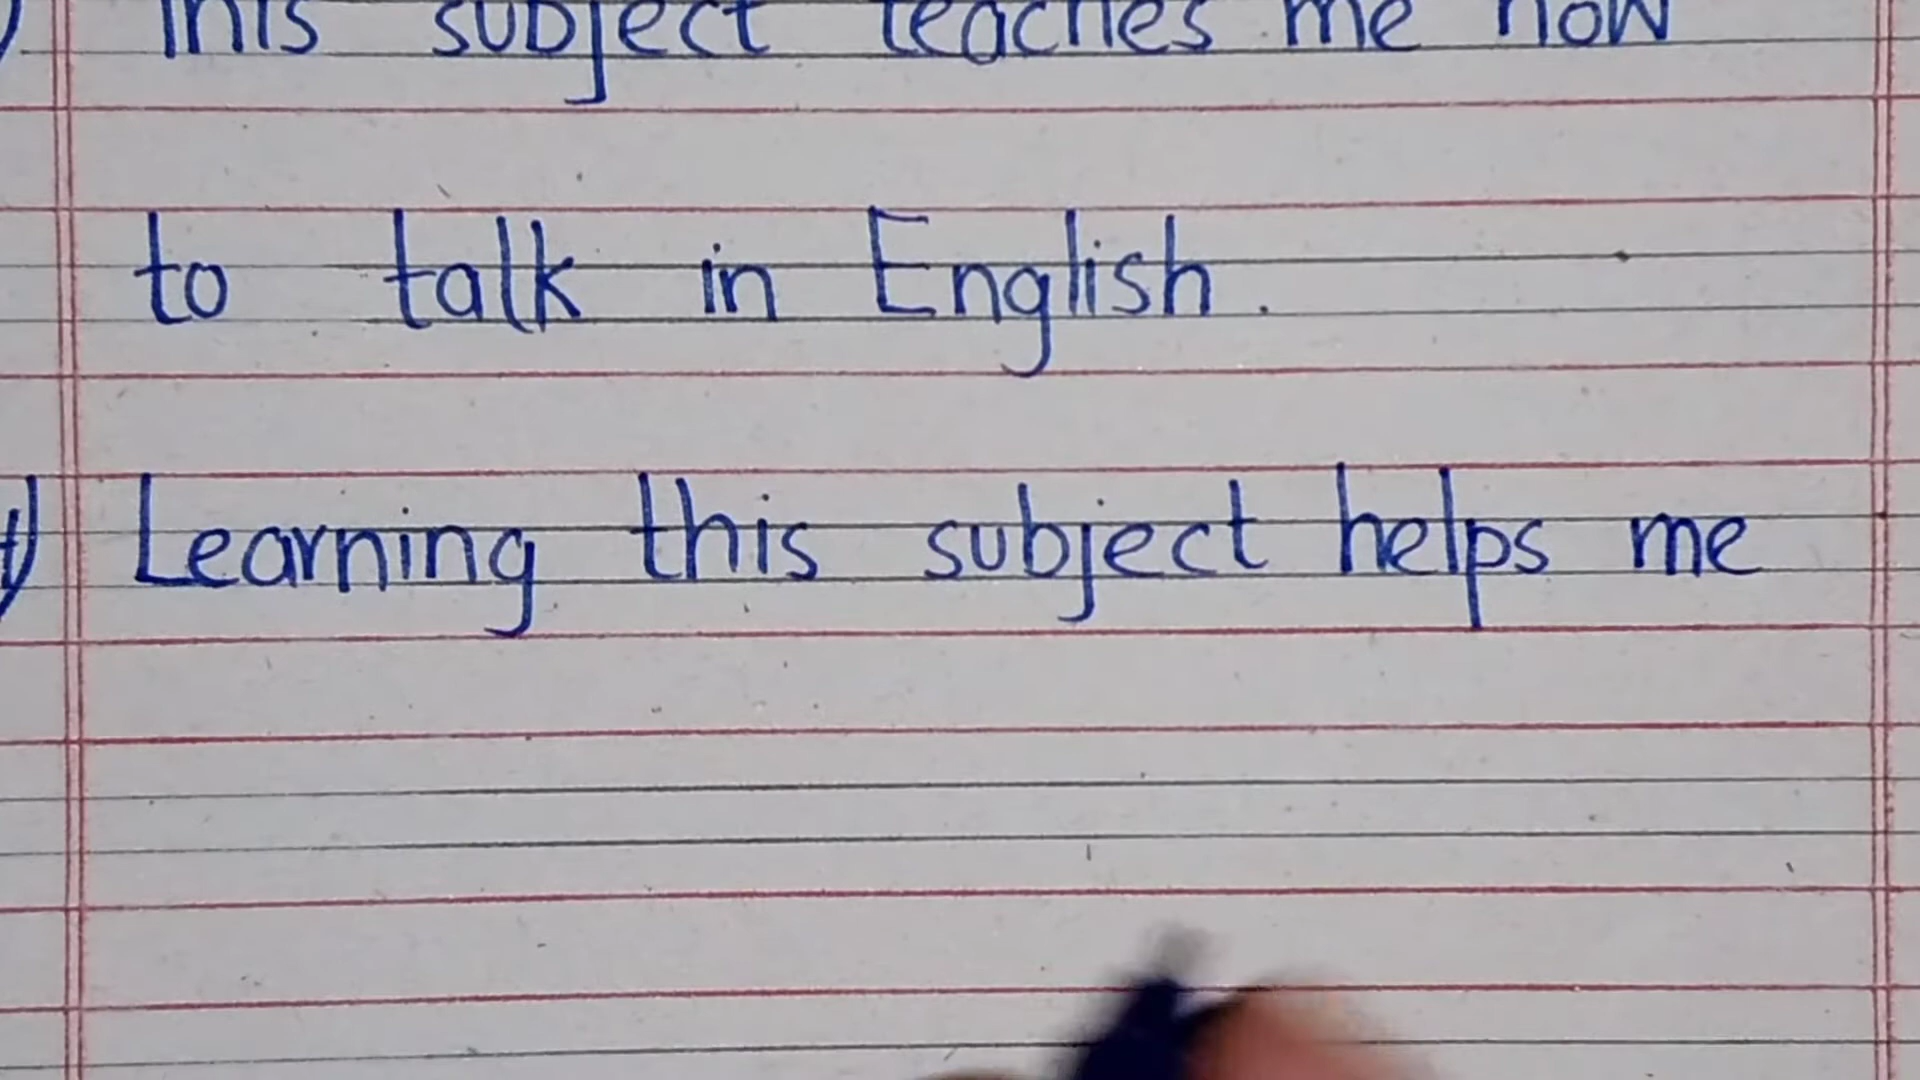 ) This subject teaches me how
to talk in English.
) Learning this subject helps me